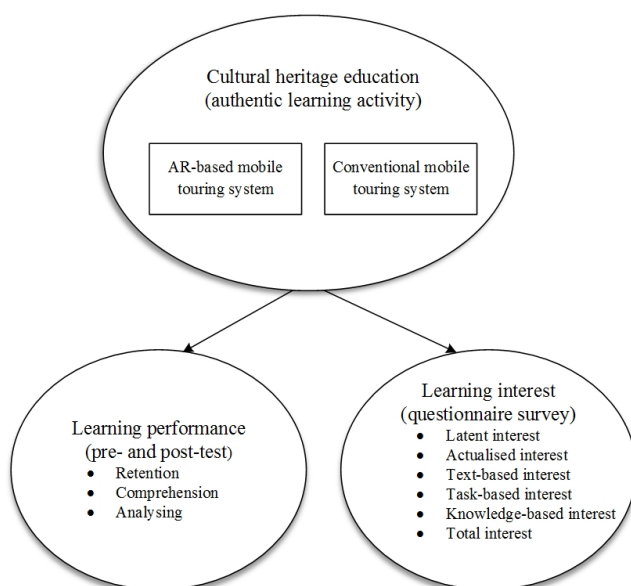 Cultural heritage education
(authentic learning activity)
AR-based mobile
touring system
Conventional mobile
touring system
Learning performance
(pre- and post-test)
● Retention
● Comprehension
● Analysing
Learning interest
(questionnaire survey)
● Latent interest
● Actualised interest
● Text-based interest
● Task-based interest
● Knowledge-based interest
● Total interest